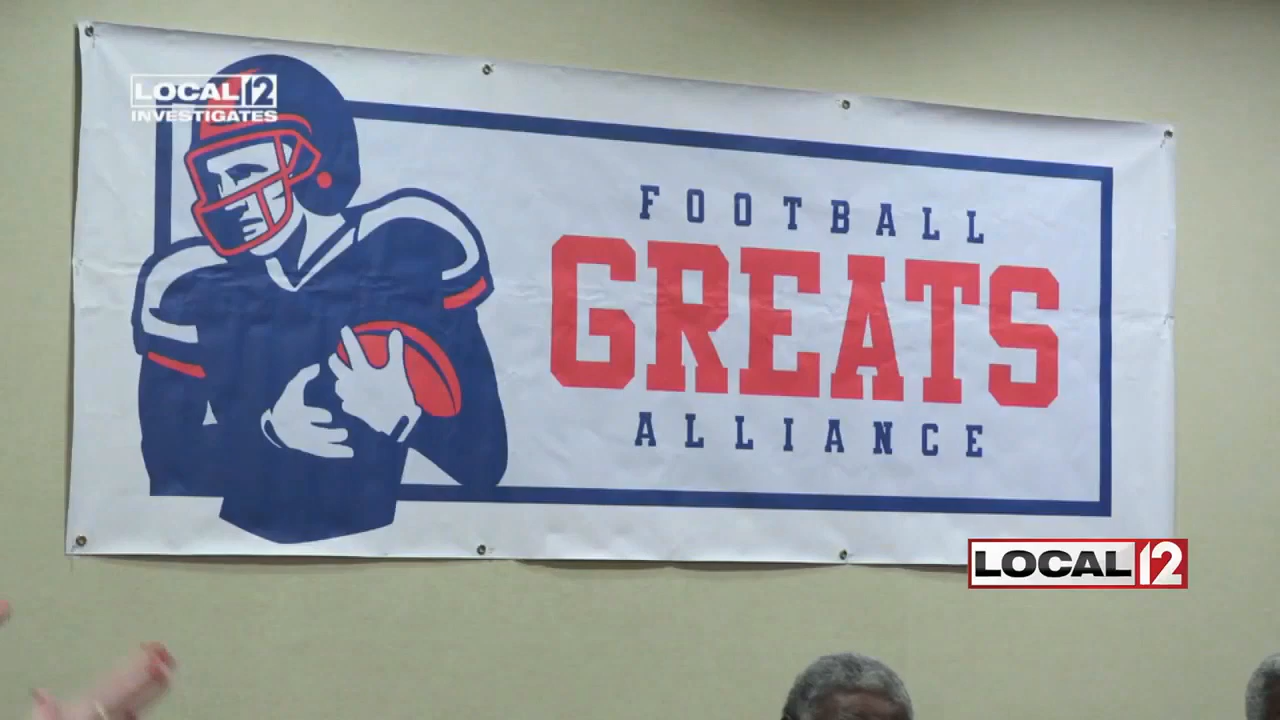 LOCAL 12
INVESTIGATES
FOOTBALL
GREATS
ALLIANCE
LOCAL 12